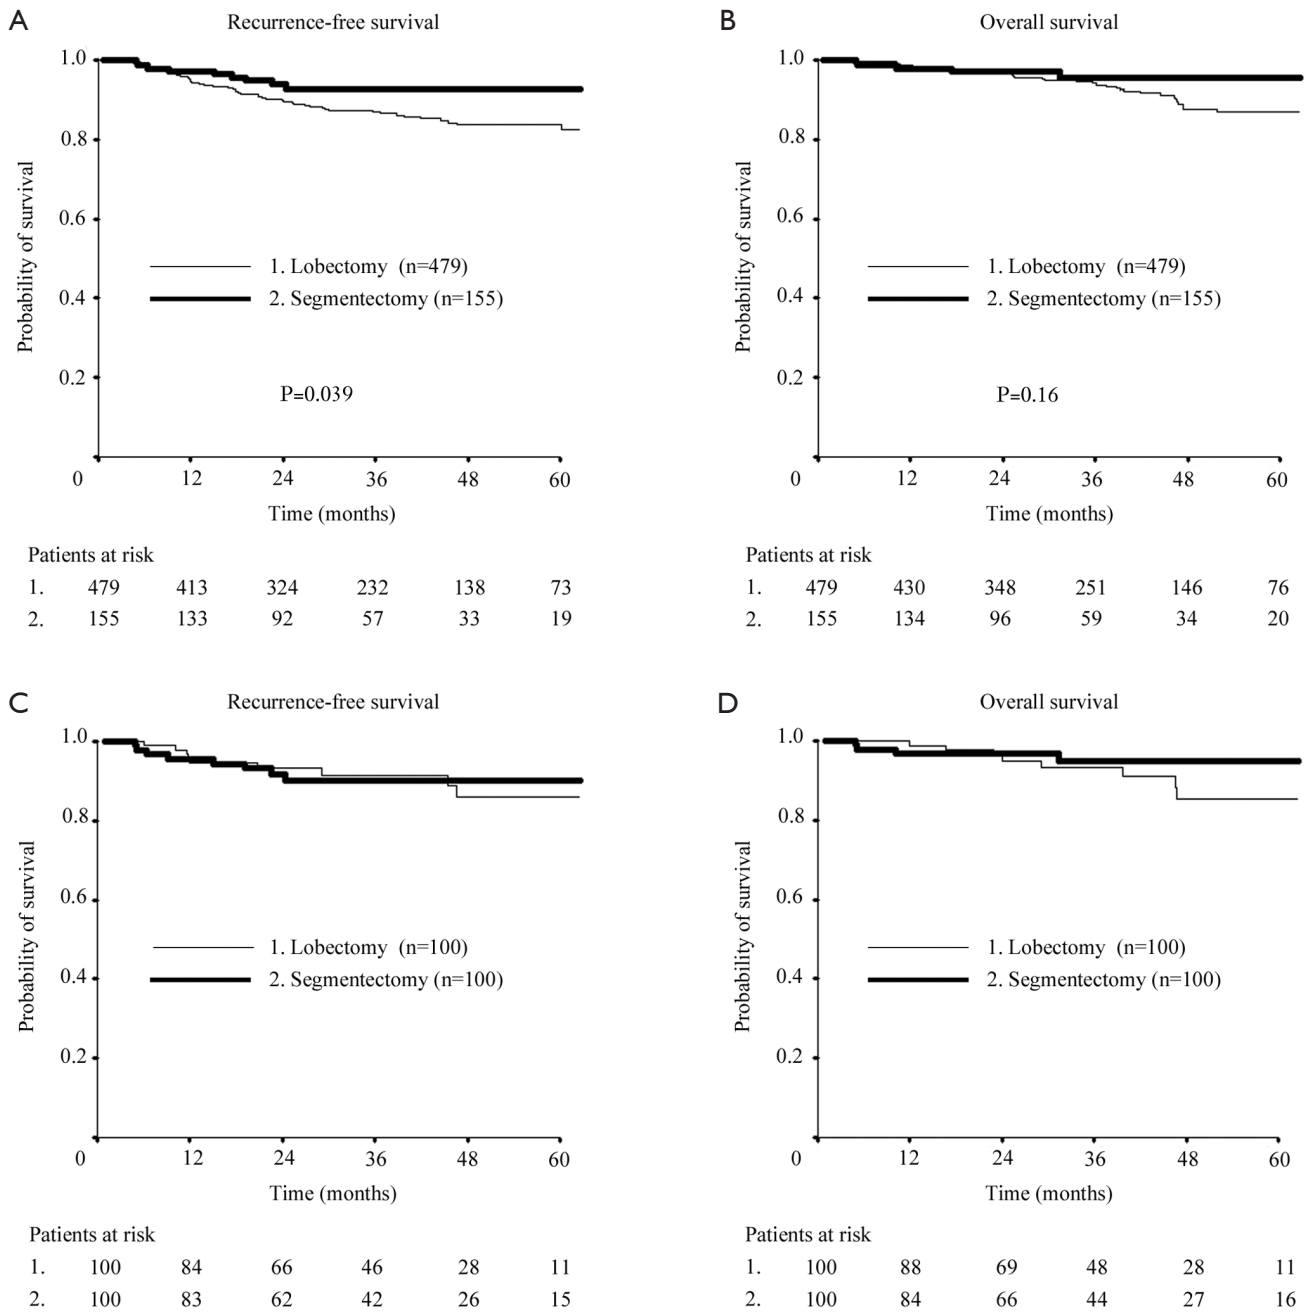 A
Recurrence-free survival
1.0
0.8
0.6
0.4
0.2
0
Probability of survival
1. Lobectomy (n=479)
2. Segmentectomy (n=155)
P=0.039
12 24 36 48 60
Time (months)
Patients at risk
1. 479 413 324 232 138 73
2. 155 133 92 57 33 19
B
Overall survival
1.0
0.8
0.6
0.4
0.2
0
Probability of survival
1. Lobectomy (n=479)
2. Segmentectomy (n=155)
P=0.16
12 24 36 48 60
Time (months)
Patients at risk
1. 479 430 348 251 146 76
2. 155 134 96 59 34 20
C
Recurrence-free survival
1.0
0.8
0.6
0.4
0.2
0
Probability of survival
1. Lobectomy (n=100)
2. Segmentectomy (n=100)
12 24 36 48 60
Time (months)
Patients at risk
1. 100 84 66 46 28 11
2. 100 83 62 42 26 15
D
Overall survival
1.0
0.8
0.6
0.4
0.2
0
Probability of survival
1. Lobectomy (n=100)
2. Segmentectomy (n=100)
12 24 36 48 60
Time (months)
Patients at risk
1. 100 88 69 48 28 11
2. 100 84 66 44 27 16